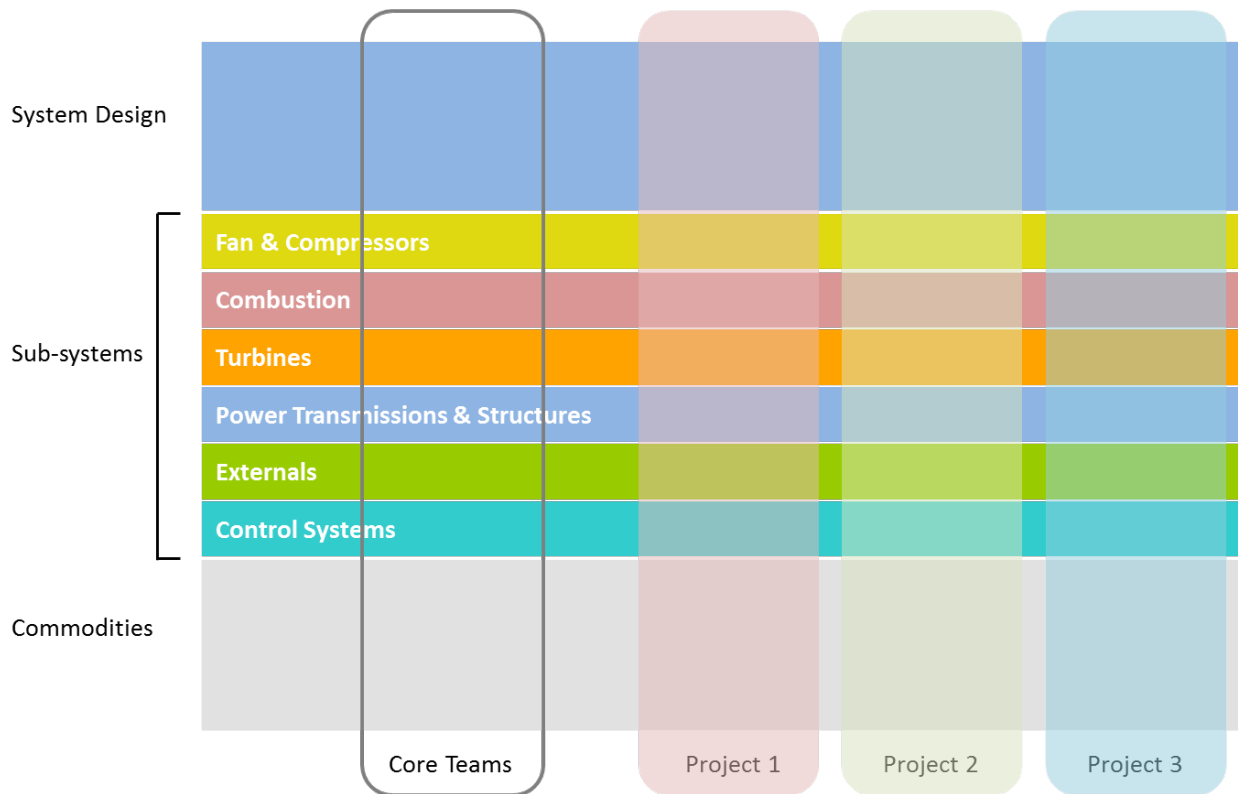 System Design
Fan & Compressors
Combustion
Sub-systems
Turbines
Power Transmissions & Structures
Externals
Control Systems
Commodities
Core Teams
Project 1
Project 2
Project 3